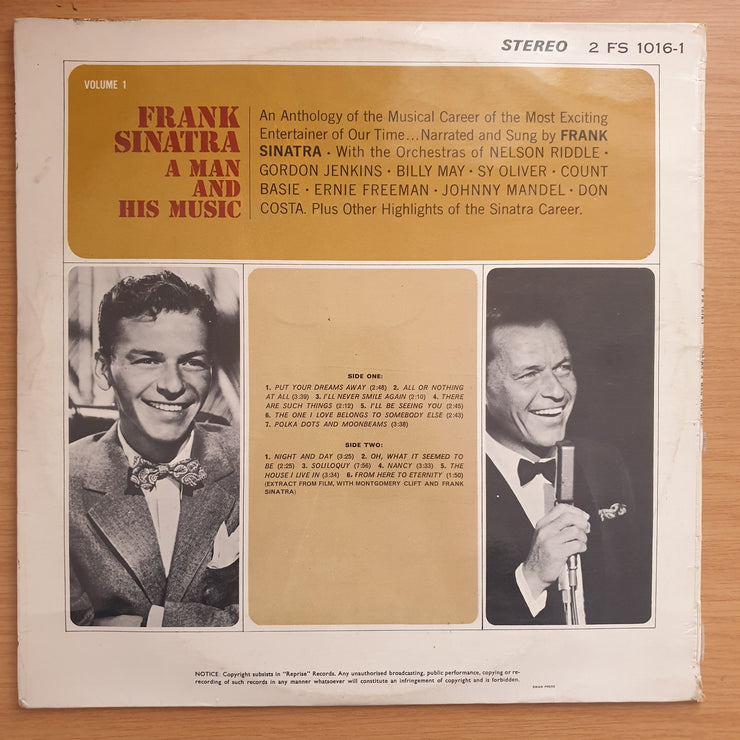 STEREO 2 FS 1016-1
VOLUME 1
FRANK
SINATRA
A MAN
AND
HIS MUSIC
An Anthology of the Musical Career of the Most Exciting
Entertainer of Our Time...Narrated and Sung by FRANK
SINATRA • With the Orchestras of NELSON RIDDLE •
GORDON JENKINS • BILLY MAY • SY OLIVER • COUNT
BASIE • ERNIE FREEMAN • JOHNNY MANDEL • DON
COSTA. Plus Other Highlights of the Sinatra Career.
SIDE ONE:
1. PUT YOUR DREAMS AWAY (2:48) 2. ALL OR NOTHING
AT ALL (3:39) 3. I'LL NEVER SMILE AGAIN (2:10) 4. THERE
ARE SUCH THINGS (2:12) 5. I'LL BE SEEING YOU (2:45)
6. THE ONE I LOVE BELONGS TO SOMEBODY ELSE (2:43)
7. POLKA DOTS AND MOONBEAMS (3:38)
SIDE TWO:
1. NIGHT AND DAY (3:25) 2. OH, WHAT IT SEEMED TO
BE (2:25) 3. SOLILOQUY (7:56) 4. NANCY (3:33) 5. THE
HOUSE I LIVE IN (3:34) 6. FROM HERE TO ETERNITY (1:50)
(EXTRACT FROM FILM, WITH MONTGOMERY CLIFT AND FRANK
SINATRA)
NOTICE: Copyright subsists in "Reprise" Records. Any unauthorised broadcasting, public performance, copying or re-
recording of such records in any manner whatsoever will constitute an infringement of copyright and is forbidden.
SWAN PRESS